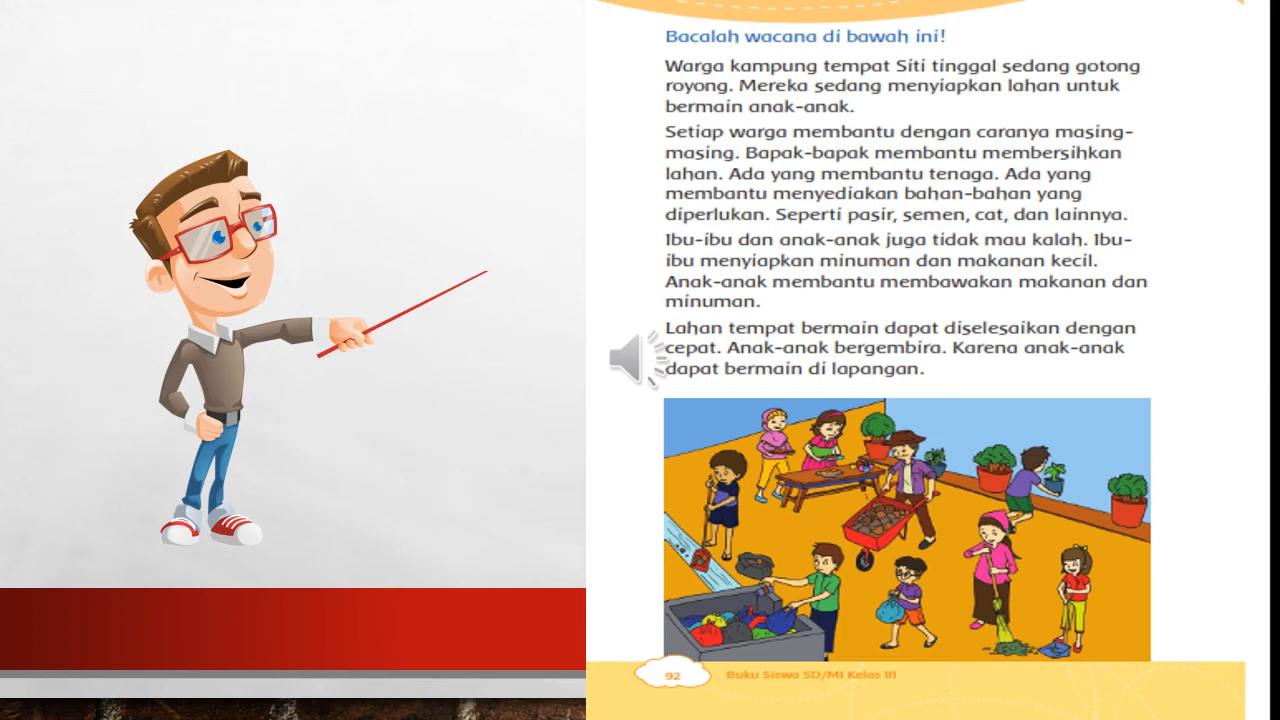 Bacalah wacana di bawah ini!
Warga kampung tempat Siti tinggal sedang gotong
royong. Mereka sedang menyiapkan lahan untuk
bermain anak-anak.
Setiap warga membantu dengan caranya masing-
masing. Bapak-bapak membantu membersihkan
lahan. Ada yang membantu tenaga. Ada yang
membantu menyediakan bahan-bahan yang
diperlukan. Seperti pasir, semen, cat, dan lainnya.
Ibu-ibu dan anak-anak juga tidak mau kalah. Ibu-
ibu menyiapkan minuman dan makanan kecil.
Anak-anak membantu membawakan makanan dan
minuman.
Lahan tempat bermain dapat diselesaikan dengan
cepat. Anak-anak bergembira. Karena anak-anak
dapat bermain di lapangan.
92 Buku Siswa SD/MI Kelas III